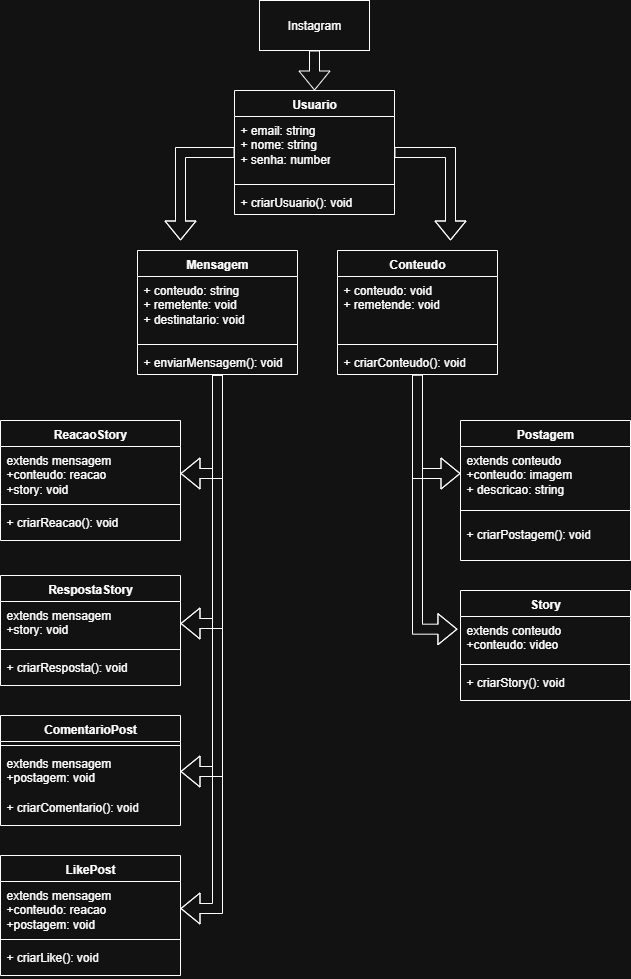 Instagram
Usuario
+ email: string
+ nome: string
+ senha: number
+ criarUsuario(): void
Mensagem
+ conteudo: string
+ remetente: void
+ destinatario: void
+ enviarMensagem(): void
Conteudo
+ conteudo: void
+ remetende: void
+ criarConteudo(): void
ReacaoStory
extends mensagem
+conteudo: reacao
+story: void
+ criarReacao(): void
Postagem
extends conteudo
+conteudo: imagem
+ descricao: string
+ criarPostagem(): void
RespostaStory
extends mensagem
+story: void
+ criarResposta(): void
Story
extends conteudo
+conteudo: video
+ criarStory(): void
ComentarioPost
extends mensagem
+postagem: void
+ criarComentario(): void
LikePost
extends mensagem
+conteudo: reacao
+postagem: void
+ criarLike(): void